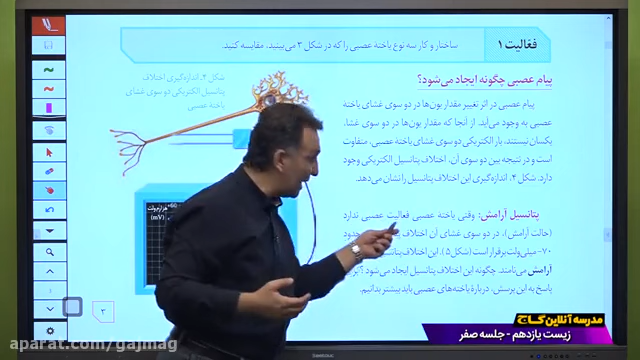 فعّالیت ۱
ساختار و کار سه نوع یاخته عصبی را که در شکل ۳ می‌بینید، مقایسه کنید.
پیام عصبی چگونه ایجاد می‌شود؟
پیام عصبی در اثر تغییر مقدار یون‌ها در دو سوی غشای یاخته
عصبی به وجود می‌آید. از آنجا که مقدار یون‌ها در دو سوی غشا،
یکسان نیستند، بار الکتریکی دو سوی غشای یاخته عصبی، متفاوت
است و در نتیجه بین دو سوی آن، اختلاف پتانسیل الکتریکی وجود
دارد. شکل ۴، اندازه‌گیری این اختلاف پتانسیل را نشان می‌دهد.
پتانسیل آرامش: وقتی یاخته عصبی فعالیت عصبی ندارد
(حالت آرامش)، در دو سوی غشای آن اختلاف حدود
۷۰- میلی‌ولت برقرار است (شکل ۵). این اختلاف پتانسیل
آرامش می‌نامند. چگونه این اختلاف پتانسیل ایجاد می‌شود؟
پاسخ به این پرسش، درباره یاخته‌های عصبی باید بیشتر بدانیم.
شکل ۴ـ اندازه‌گیری اختلاف
پتانسیل الکتریکی دو سوی غشای
یاخته عصبی
هزارم ولت +60
(mV)
۳
مدرسه آنلاین گاج
زیست یازدهم - جلسه صفر
aparat.com/gajmag